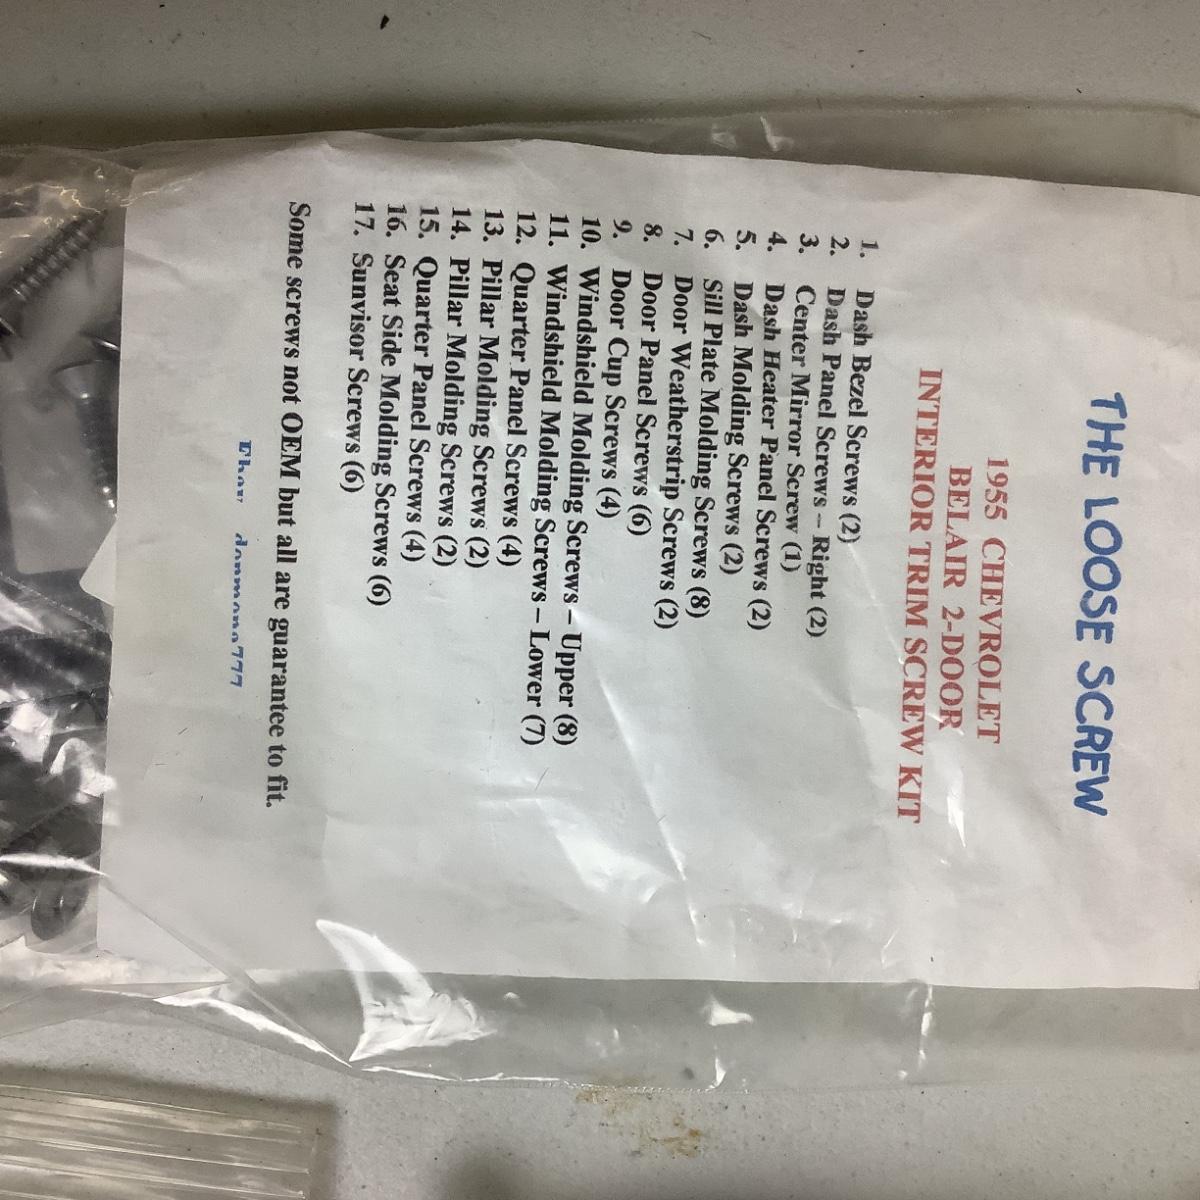 THE LOOSE SCREW
1955 CHEVROLET
BELAIR 2-DOOR
INTERIOR TRIM SCREW KIT
1. Dash Bezel Screws (2)
2. Dash Panel Screws – Right (2)
3. Center Mirror Screw (1)
4. Dash Heater Panel Screws (2)
5. Dash Molding Screws (2)
6. Sill Plate Molding Screws (8)
7. Door Weatherstrip Screws (2)
8. Door Panel Screws (6)
9. Door Cup Screws (4)
10. Windshield Molding Screws – Upper (8)
11. Windshield Molding Screws – Lower (7)
12. Quarter Panel Screws (4)
13. Pillar Molding Screws (2)
14. Pillar Molding Screws (2)
15. Quarter Panel Screws (4)
16. Seat Side Molding Screws (6)
17. Sunvisor Screws (6)
Some screws not OEM but all are guarantee to fit.